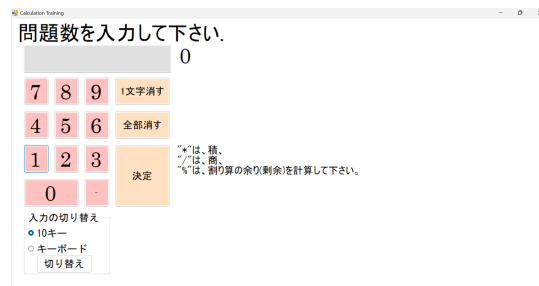 Calculation Training
問題数を入力して下さい.
0
7 8 9 1文字消す
4 5 6 全部消す
1 2 3 決定
"*"は、積、
"/"は、商、
"%"は、割り算の余り(剰余)を計算して下さい。
0 -
入力の切り替え
10キー
キーボード
切り替え